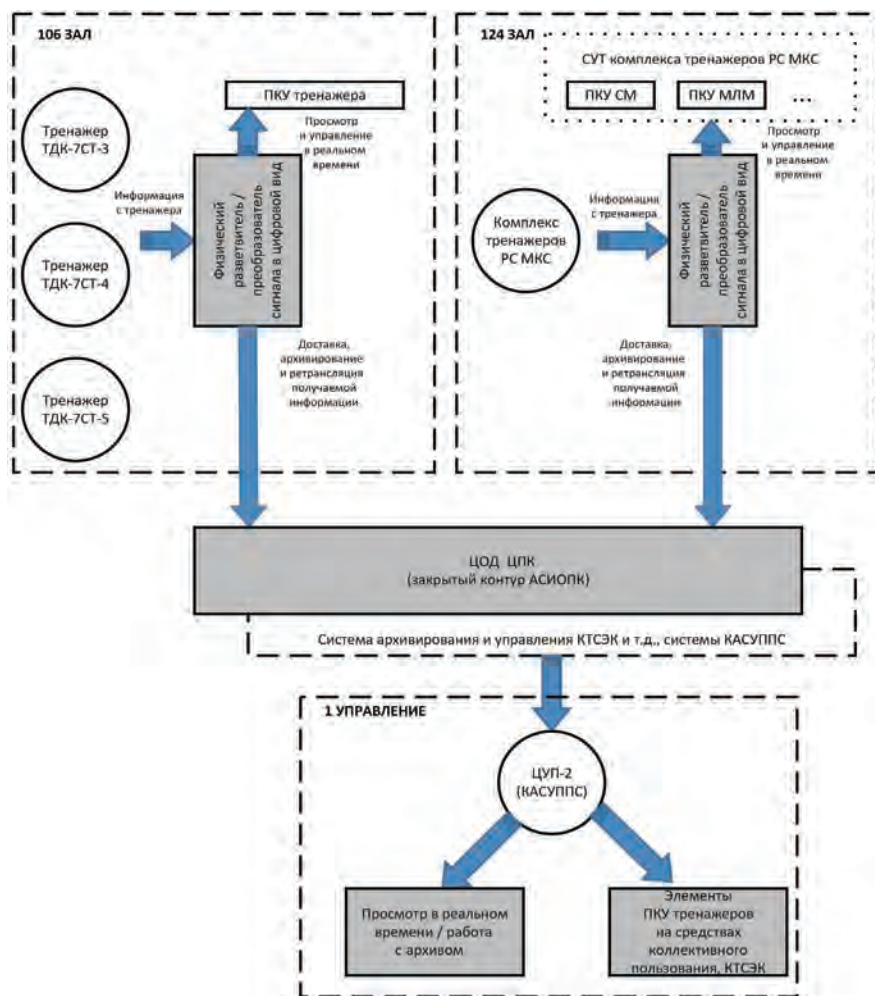 106 ЗАЛ
ПКУ тренажера
Просмотр
и управление
в реальном
времени
Тренажер
ТДК-7СТ-3
Информация
с тренажера
Физический
разветвитель /
преобразователь
сигнала в цифровой вид
Тренажер
ТДК-7СТ-4
Доставка,
архивирование
и ретрансляция
получаемой
информации
Тренажер
ТДК-7СТ-5
124 ЗАЛ
СУТ комплекса тренажеров РС МКС
ПКУ СМ
ПКУ МЛМ
...
Просмотр
и управление
в реальном
времени
Комплекс
тренажеров
РС МКС
Информация
с тренажера
Физический
разветвитель /
преобразователь
сигнала в цифровой вид
Доставка,
архивирование
и ретрансляция
получаемой
информации
ЦОД ЦПК
(закрытый контур АСИОПК)
Система архивирования и управления КТСЭК и т.д., системы КАСУППС
1 УПРАВЛЕНИЕ
ЦУП-2
(КАСУППС)
Просмотр в реальном
времени / работа
с архивом
Элементы
ПКУ тренажеров
на средствах
коллективного
пользования, КТСЭК